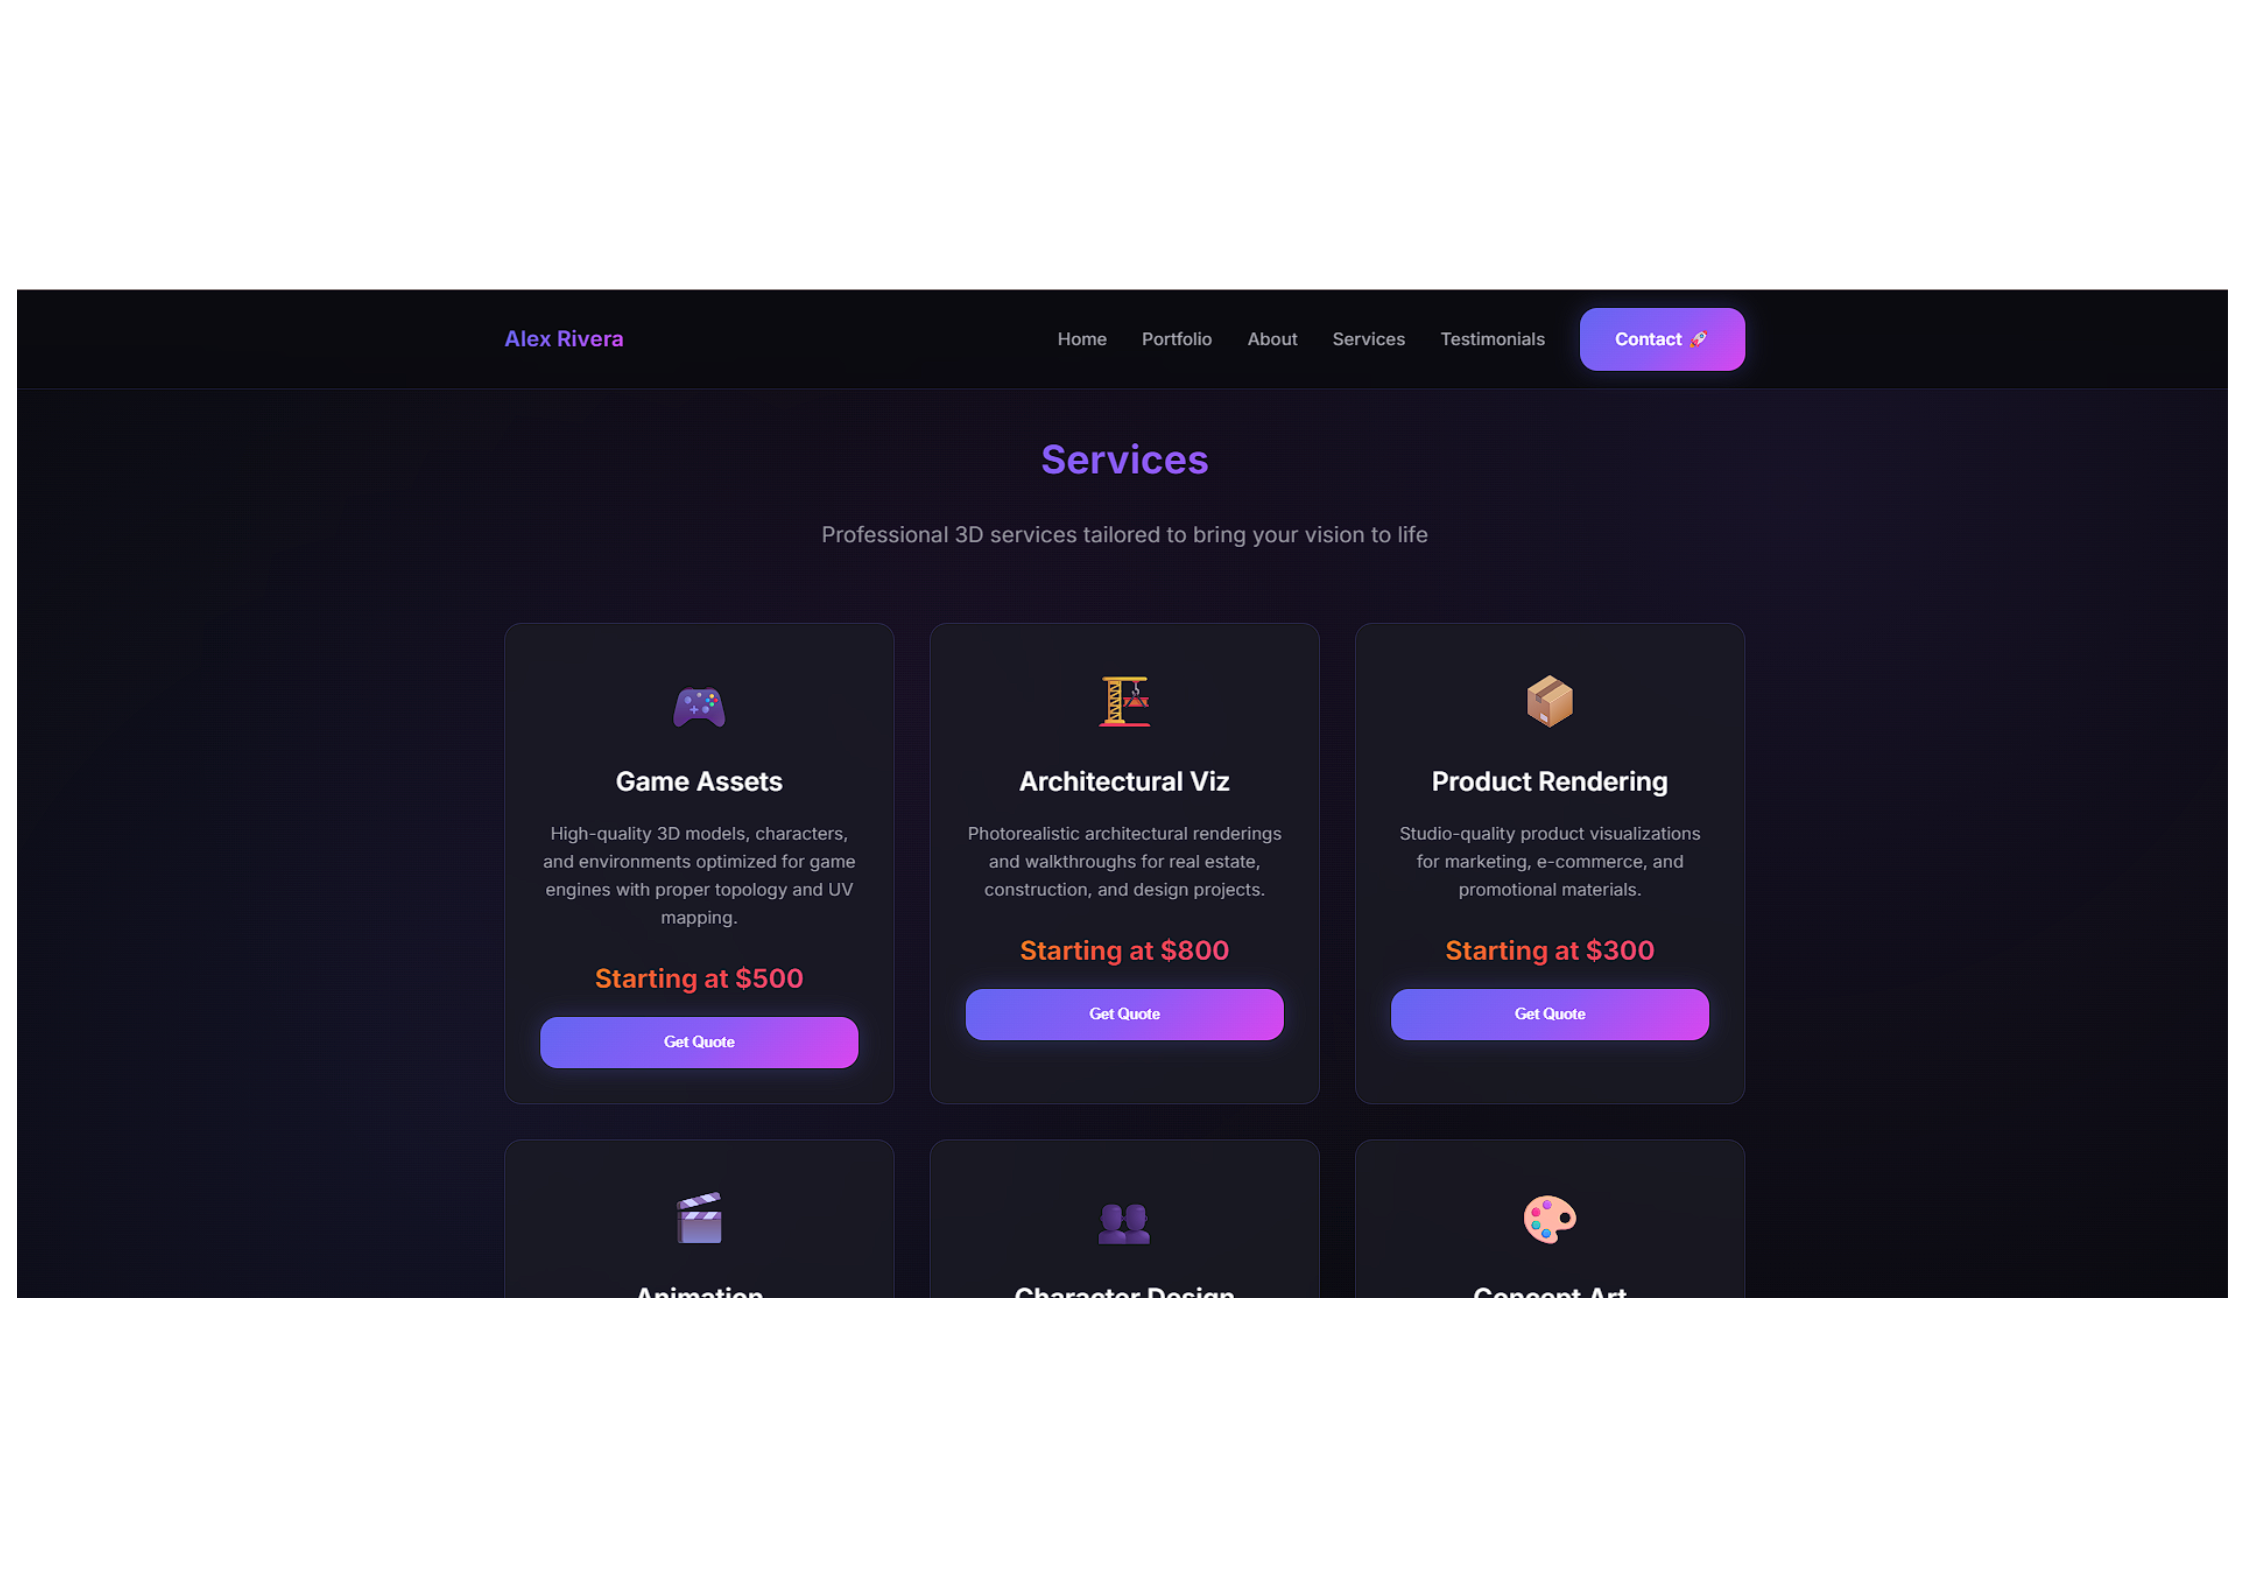 Alex Rivera
Home
Portfolio
About
Services
Testimonials
Contact 🚀
Services
Professional 3D services tailored to bring your vision to life
Game Assets
High-quality 3D models, characters,
and environments optimized for game
engines with proper topology and UV
mapping.
Starting at $500
Get Quote
Architectural Viz
Photorealistic architectural renderings
and walkthroughs for real estate,
construction, and design projects.
Starting at $800
Get Quote
Product Rendering
Studio-quality product visualizations
for marketing, e-commerce, and
promotional materials.
Starting at $300
Get Quote
Animation
Character Design
Concept Art